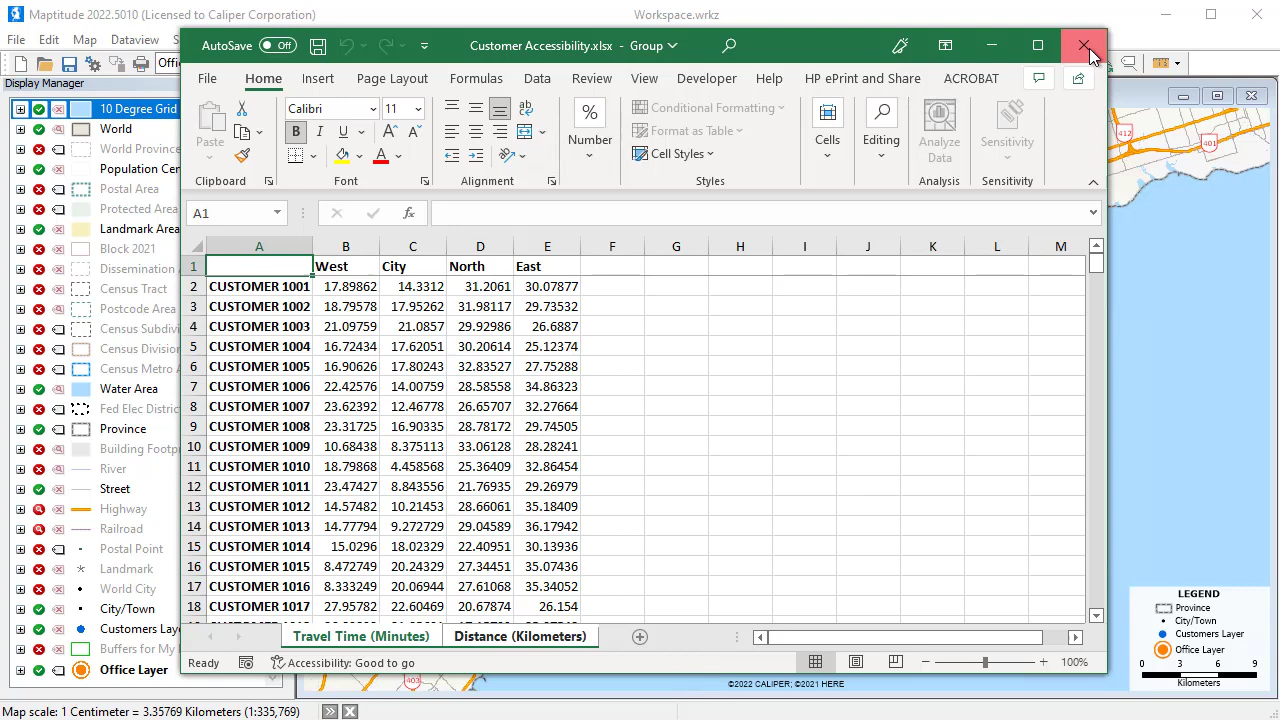 Maptitude 2022.5010 (Licensed to Caliper Corporation)
Workspace.wrkz
File Edit Map Dataview
Display Manager
10 Degree Grid
World
World Province
Population Cen
Postal Area
Protected Area
Landmark Area
Block 2021
Dissemination A
Census Tract
Postcode Area
Census Subdivi
Census Division
Census Metro A
Water Area
Fed Elec District
Province
Building Footpr
River
Street
Highway
Railroad
Postal Point
Landmark
World City
City/Town
Customers Laye
Buffers for My L
Office Layer
AutoSave Off
Customer Accessibility.xlsx - Group
File Home Insert Page Layout Formulas Data Review View Developer Help HP ePrint and Share ACROBAT
Paste
Clipboard
Calibri 11
B I U
Font
Alignment
Number
Conditional Formatting
Format as Table
Cell Styles
Styles
Cells
Editing
Analyze Data
Analysis
Sensitivity
Sensitivity
A1
fx
A B C D E F G H I J K L M
1 West City North East
2 CUSTOMER 1001 17.89862 14.3312 31.2061 30.07877
3 CUSTOMER 1002 18.79578 17.95262 31.98117 29.73532
4 CUSTOMER 1003 21.09759 21.0857 29.92986 26.6887
5 CUSTOMER 1004 16.72434 17.62051 30.20614 25.12374
6 CUSTOMER 1005 16.90626 17.80243 32.83527 27.75288
7 CUSTOMER 1006 22.42576 14.00759 28.58558 34.86323
8 CUSTOMER 1007 23.62392 12.46778 26.65707 32.27664
9 CUSTOMER 1008 23.31725 16.90335 28.78172 29.74505
10 CUSTOMER 1009 10.68438 8.375113 33.06128 28.28241
11 CUSTOMER 1010 18.79868 4.458568 25.36409 32.86454
12 CUSTOMER 1011 23.47427 8.843556 21.76935 29.26979
13 CUSTOMER 1012 14.57482 10.21453 28.66061 35.18409
14 CUSTOMER 1013 14.77794 9.272729 29.04589 36.17942
15 CUSTOMER 1014 15.0296 18.02329 22.40951 30.13936
16 CUSTOMER 1015 8.472749 20.24329 27.34451 35.07436
17 CUSTOMER 1016 8.333249 20.06944 27.61068 35.34052
18 CUSTOMER 1017 27.95782 22.60469 20.67874 26.154
Travel Time (Minutes) Distance (Kilometers)
Ready Accessibility: Good to go 100%
412
401
403
LEGEND
Province
City/Town
Customers Layer
Office Layer
0 3 6 9
Kilometers
©2022 CALIPER; ©2021 HERE
Map scale: 1 Centimeter = 3.35769 Kilometers (1:335,769)